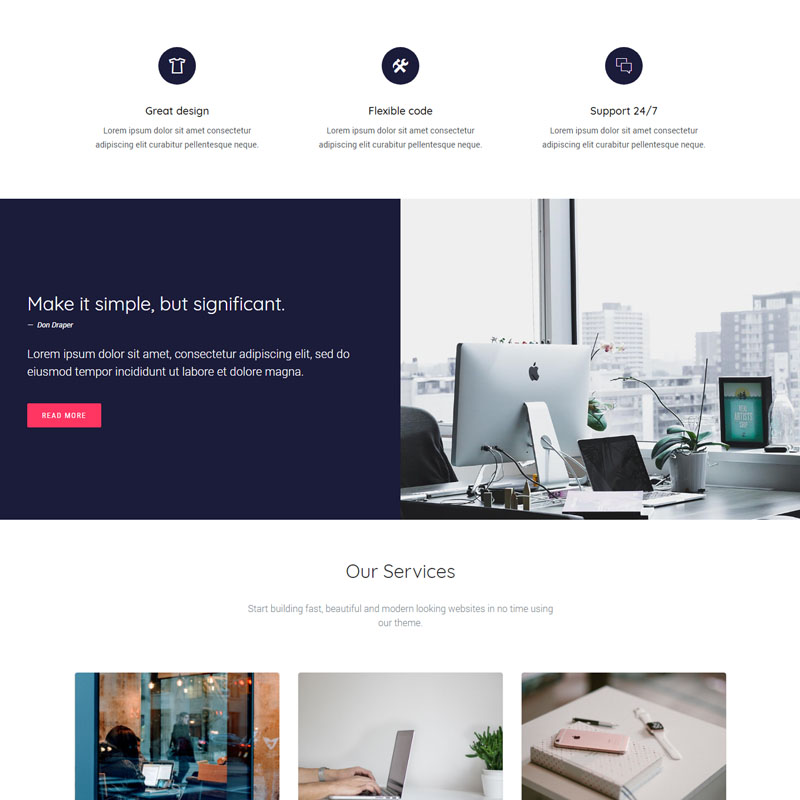 Great design
Lorem ipsum dolor sit amet consectetur
adipiscing elit curabitur pellentesque neque.
Flexible code
Lorem ipsum dolor sit amet consectetur
adipiscing elit curabitur pellentesque neque.
Support 24/7
Lorem ipsum dolor sit amet consectetur
adipiscing elit curabitur pellentesque neque.
Make it simple, but significant.
— Don Draper
Lorem ipsum dolor sit amet, consectetur adipiscing elit, sed do
eiusmod tempor incididunt ut labore et dolore magna.
READ MORE
REAL
ARTISTS
SHIP
Our Services
Start building fast, beautiful and modern looking websites in no time using
our theme.